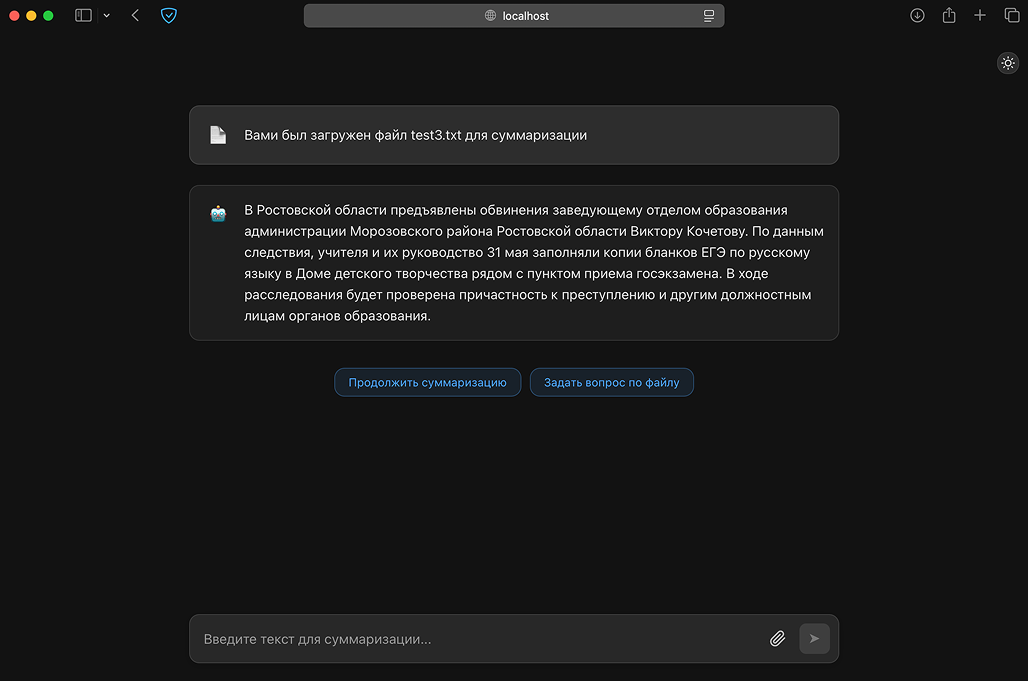 localhost
Вами был загружен файл test3.txt для суммаризации
В Ростовской области предъявлены обвинения заведующему отделом образования
администрации Морозовского района Ростовской области Виктору Кочетову. По данным
следствия, учителя и их руководство 31 мая заполняли копии бланков ЕГЭ по русскому
языку в Доме детского творчества рядом с пунктом приема госэкзамена. В ходе
расследования будет проверена причастность к преступлению и другим должностным
лицам органов образования.
Продолжить суммаризацию
Задать вопрос по файлу
Введите текст для суммаризации...